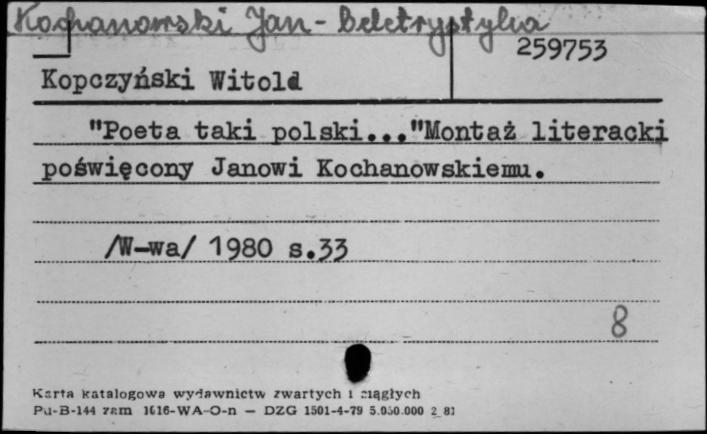 Kochanowski Jan - beletrystyka
259753
Kopczyński Witold
"Poeta taki polski..."Montaż literacki
poświęcony Janowi Kochanowskiemu.
/W-wa/ 1980 s.33
8
Karta katalogowa wydawnictw zwartych i ciągłych
Pu-B-144 zam 1616-WA-O-n — DZG 1501-4-79 5.050.000 2 81